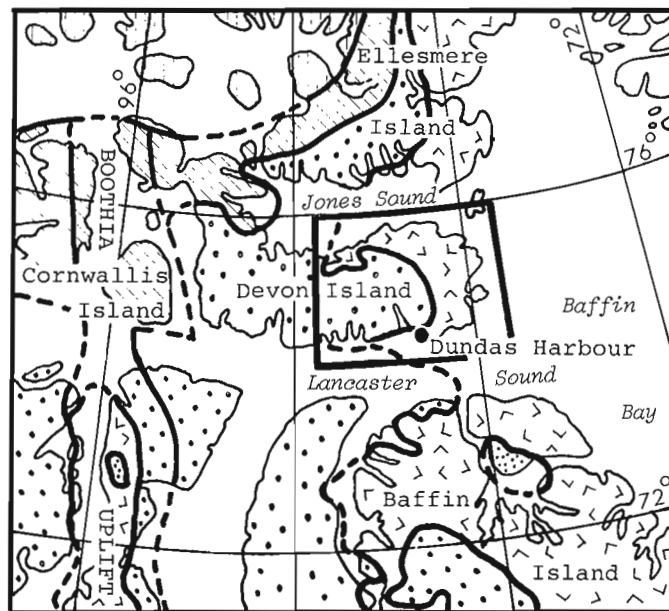 Ellesmere
72°
96°
Island
76°
BOOTHIA
Jones Sound
Cornwallis
Island
Devon Island
Baffin
Dundas Harbour
Lancaster
Sound
Bay
Baffin
72°
UPLIFT
Island